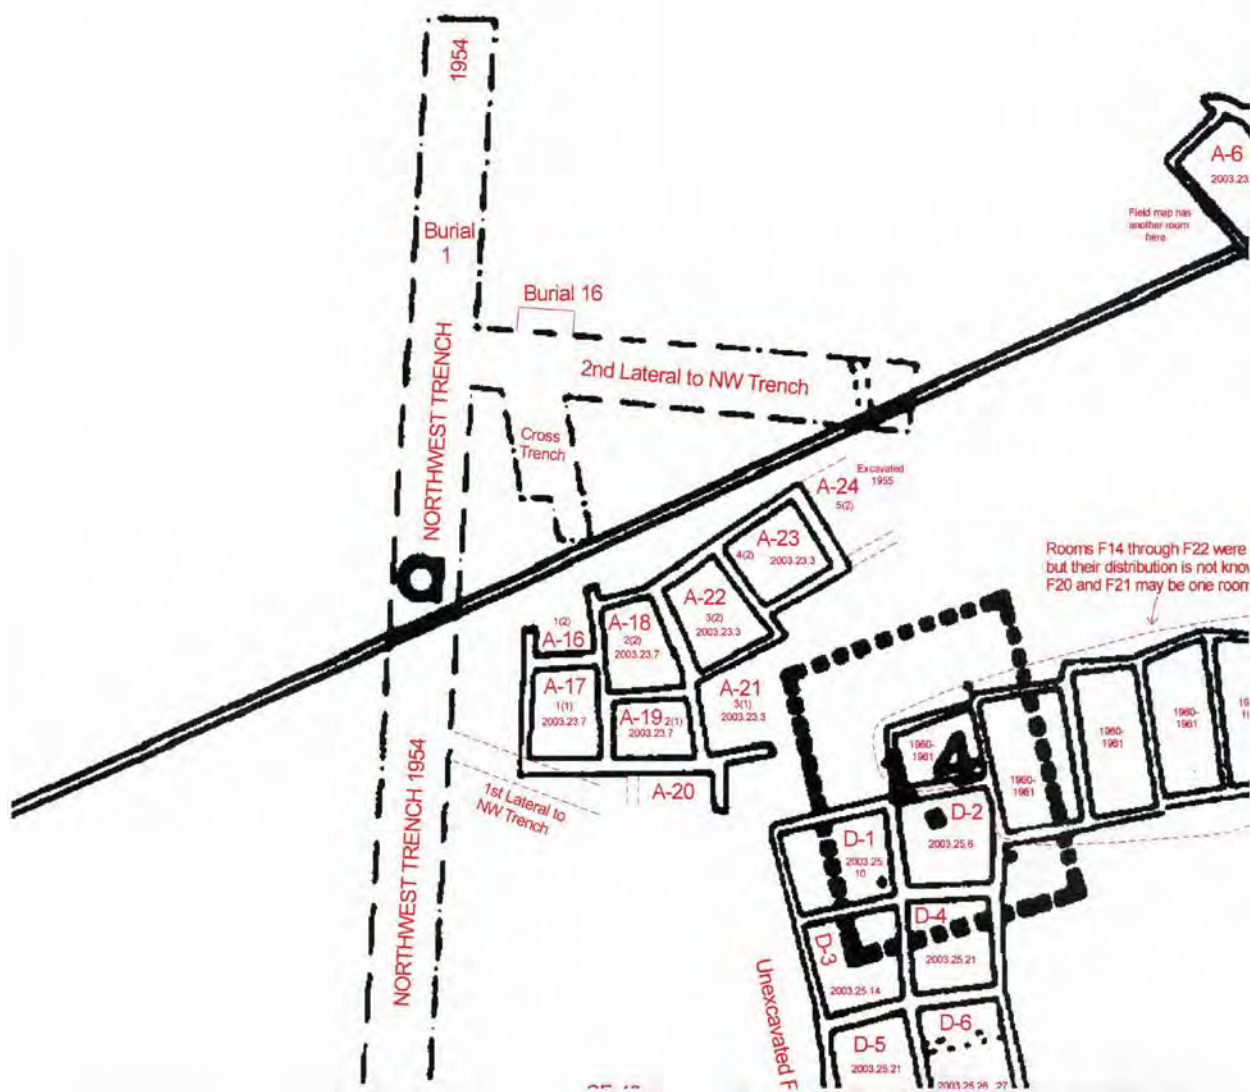 1954
A-6
2003.23.
Field map has
another room
here.
Burial
1
Burial 16
NORTHWEST TRENCH
2nd Lateral to NW Trench
Cross
Trench
Excavated
1955
A-24
5(2)
A-23
4(2)
2003.23.3
Rooms F14 through F22 were
but their distribution is not
F20 and F21 may be one room
A-22
3(2)
2003.23.3
1(2)
A-16
A-18
2(2)
2003.23.7
A-17
1(1)
2003.23.7
A-19 2(1)
2003.23.7
A-21
3(1)
2003.23.3
A-20
1st Lateral to
NW Trench
NORTHWEST TRENCH 1954
1960-
1961
4
1960-
1961
1960-
1961
1960-
1961
D-1
2003.25.
10
D-2
2003.25.6
D-3
2003.25.14
D-4
2003.25.21
D-5
2003.25.21
D-6
Unexcavated